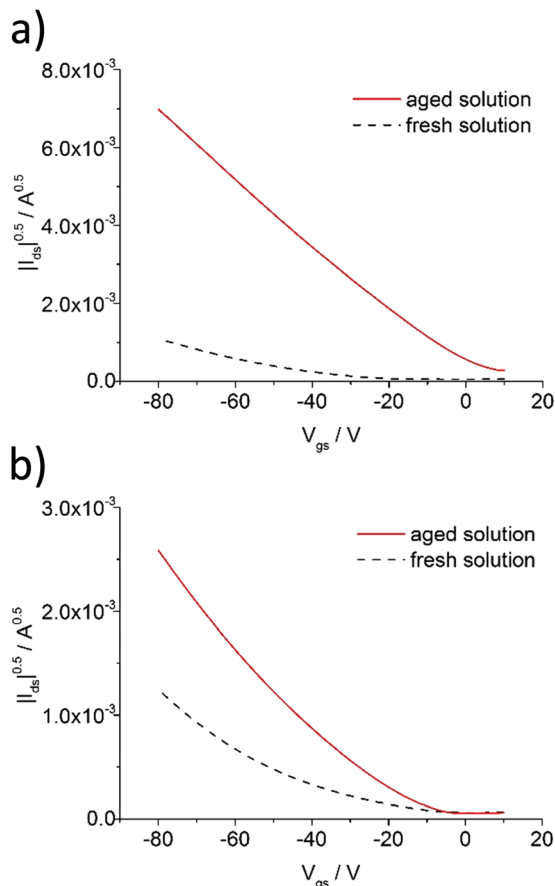 a)
8.0x10⁻³
6.0x10⁻³
4.0x10⁻³
2.0x10⁻³
0.0
||I_ds|^0.5 / A^0.5
aged solution
fresh solution
-80 -60 -40 -20 0 20
V_gs / V
b)
3.0x10⁻³
2.0x10⁻³
1.0x10⁻³
0.0
||I_ds|^0.5 / A^0.5
aged solution
fresh solution
-80 -60 -40 -20 0 20
V_gs / V